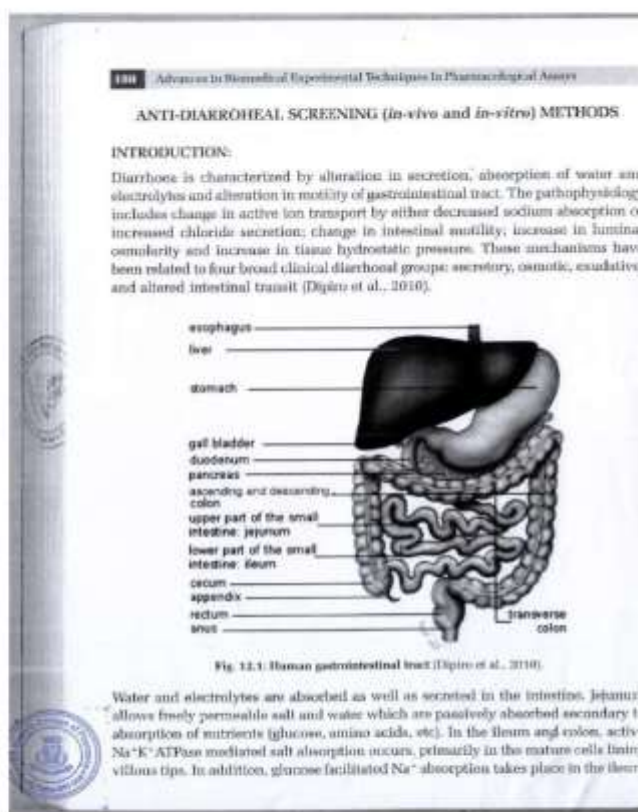 188 Advances in Biomedical Experimental Techniques In Pharmacological Assays
ANTI-DIARROHEAL SCREENING (in-vivo and in-vitro) METHODS
INTRODUCTION:
Diarrhoea is characterized by alteration in secretion, absorption of water an
electrolytes and alteration in motility of gastrointestinal tract. The pathophysiology
includes change in active ion transport by either decreased sodium absorption o
increased chloride secretion; change in intestinal motility; increase in lumina
osmolarity and increase in tissue hydrostatic pressure. These mechanisms have
been related to four broad clinical diarrhoeal groups: secretory, osmotic, exudative
and altered intestinal transit (Dipiro et al., 2010).
esophagus
liver
stomach
gall bladder
duodenum
pancreas
ascending and descending
colon
upper part of the small
intestine: jejunum
lower part of the small
intestine: ileum
cecum
appendix
rectum
anus
transverse
colon
Fig. 12.1: Human gastrointestinal tract (Dipiro et al., 2010)
Water and electrolytes are absorbed as well as secreted in the intestine. Jejunum
allows freely permeable salt and water which are passively absorbed secondary t
absorption of nutrients (glucose, amino acids, etc). In the ileum and colon, activ
Na⁺K⁺ATPase mediated salt absorption occurs, primarily in the mature cells linin
villous tips. In addition, glucose facilitated Na⁺ absorption takes place in the ileum